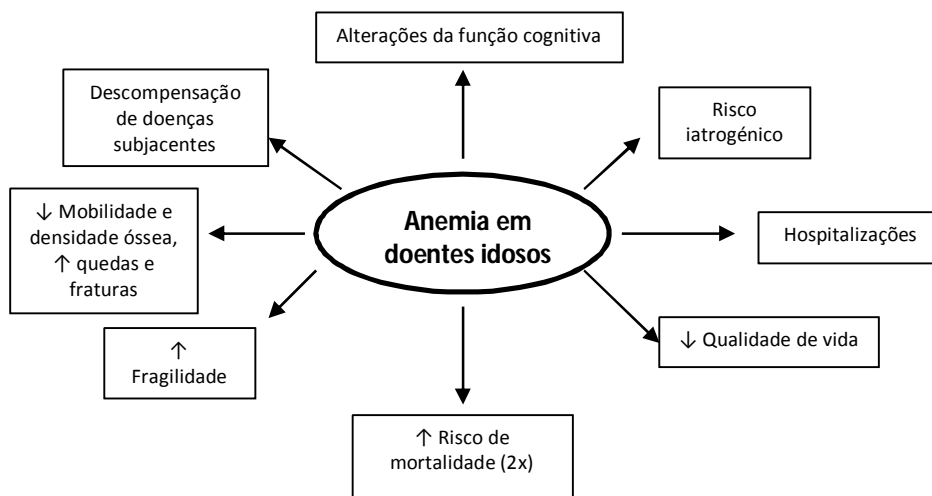 Alterações da função cognitiva
Descompensação
de doenças
subjacentes
Risco
iatrogénico
↓ Mobilidade e
densidade óssea,
↑ quedas e
fraturas
Anemia em
doentes idosos
Hospitalizações
↑
Fragilidade
↓ Qualidade de vida
↑ Risco de
mortalidade (2x)